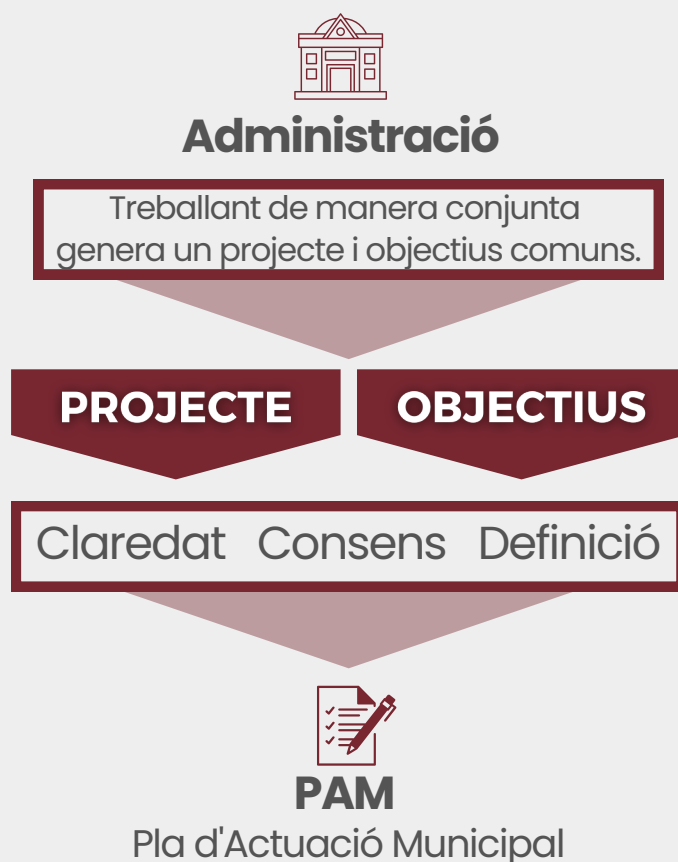 Administració
Treballant de manera conjunta
genera un projecte i objectius comuns.
PROJECTE
OBJECTIUS
Claredat Consens Definició
PAM
Pla d'Actuació Municipal